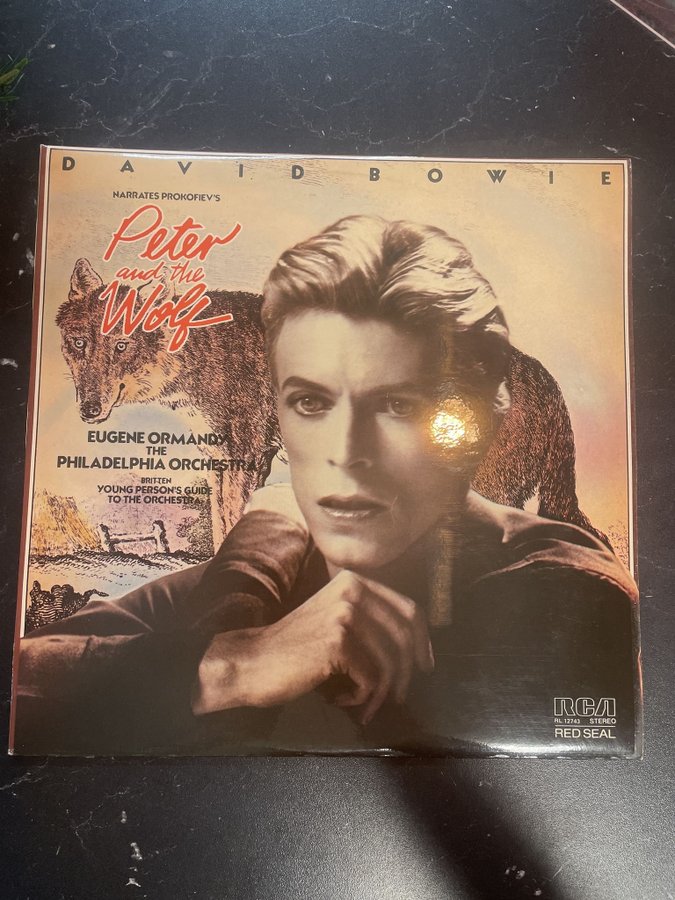 DAVID BOWIE
NARRATES PROKOFIEV'S
Peter
and the
Wolf
EUGENE ORMANDY
THE
PHILADELPHIA ORCHESTRA
BRITTEN
YOUNG PERSON'S GUIDE
TO THE ORCHESTRA
RCA
RL 12743 STEREO
RED SEAL